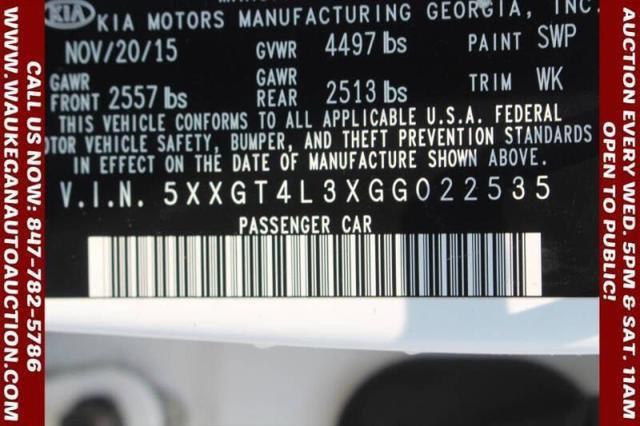 KIA KIA MOTORS MANUFACTURING GEORGIA, INC.
NOV/20/15 GVWR 4497 lbs PAINT SWP
GAWR FRONT 2557 lbs GAWR REAR 2513 lbs TRIM WK
THIS VEHICLE CONFORMS TO ALL APPLICABLE U.S.A. FEDERAL
OTOR VEHICLE SAFETY, BUMPER, AND THEFT PREVENTION STANDARDS
IN EFFECT ON THE DATE OF MANUFACTURE SHOWN ABOVE.
V.I.N. 5XXGT4L3XGG022535
PASSENGER CAR
CALL US NOW: 847-782-5786
WWW.WAUKEGANAUTOAUCTION.COM
AUCTION EVERY WED. 5PM & SAT. 11AM
OPEN TO PUBLIC!